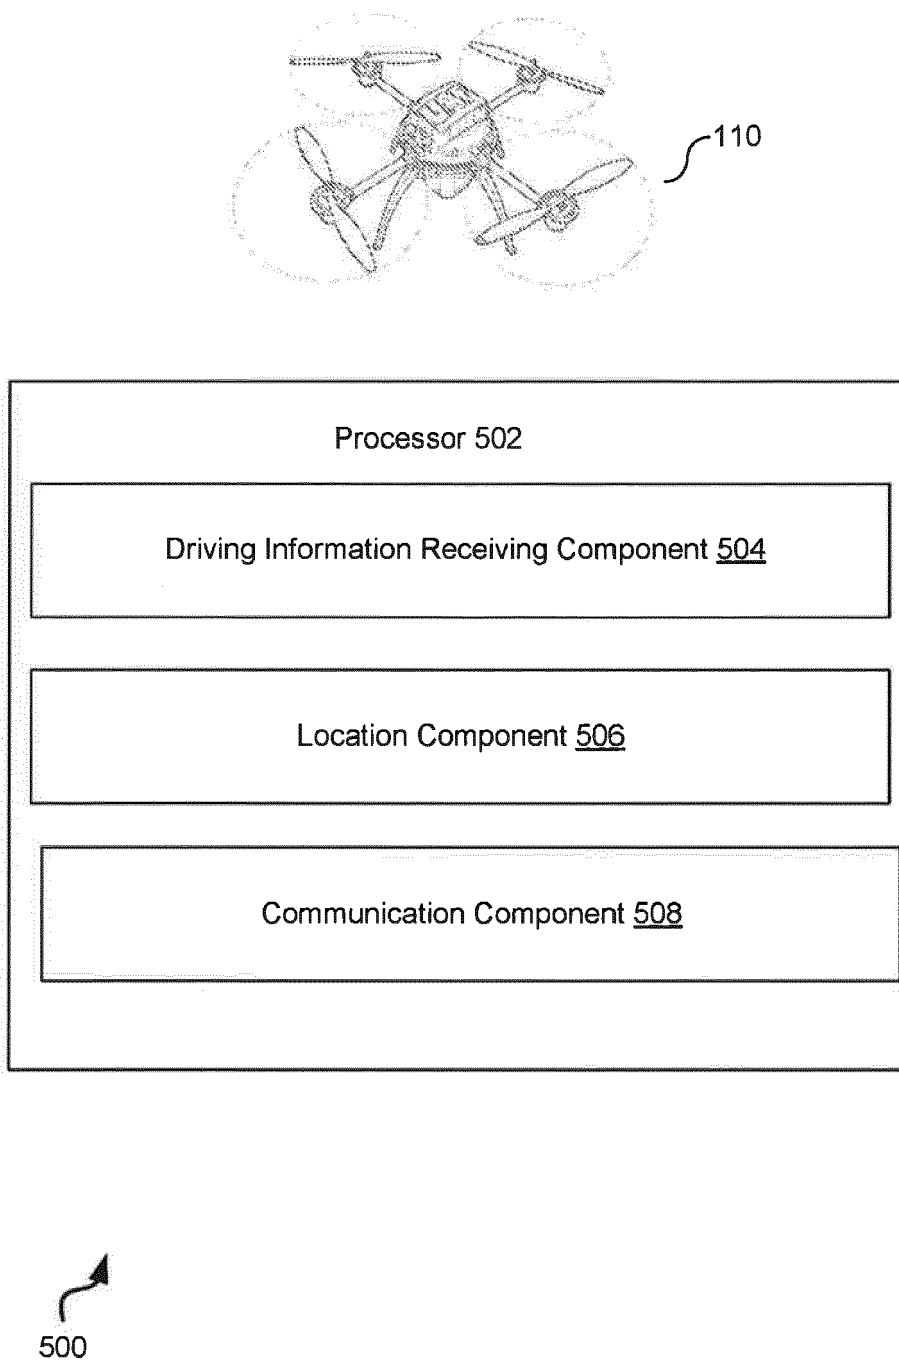 110
Processor 502
Driving Information Receiving Component 504
Location Component 506
Communication Component 508
500